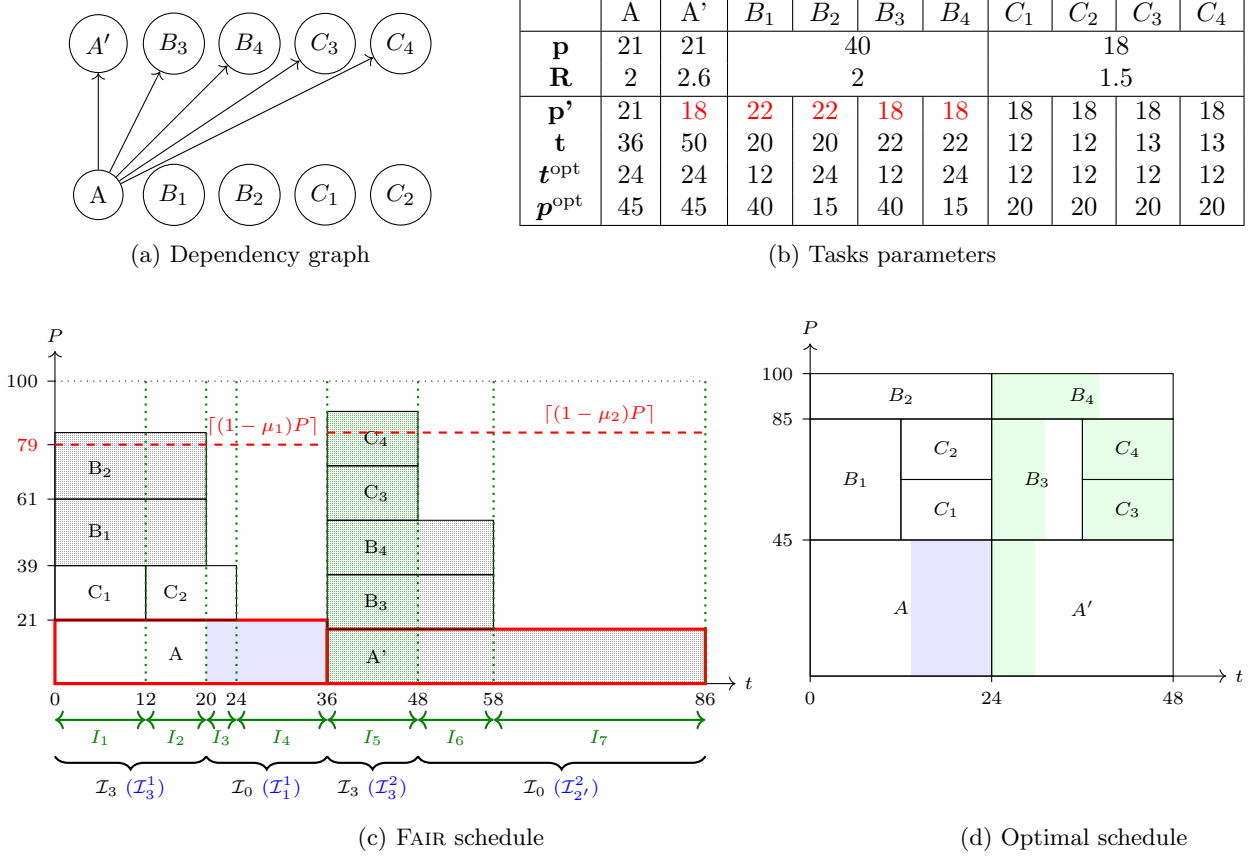 A′ B₃ B₄ C₃ C₄
A B₁ B₂ C₁ C₂
(a) Dependency graph
A A’ B₁ B₂ B₃ B₄ C₁ C₂ C₃ C₄
p 21 21 40 18
R 2 2.6 2 1.5
p’ 21 18 22 22 18 18 18 18 18 18
t 36 50 20 20 22 22 12 12 13 13
tᵒᵖᵗ 24 24 12 24 12 24 12 12 12 12
pᵒᵖᵗ 45 45 40 15 40 15 20 20 20 20
(b) Tasks parameters
P
100
⌈(1 − μ₁)P⌉ ⌈(1 − μ₂)P⌉
79
61
39
21
B₂
B₁
C₁ C₂
A
C₄
C₃
B₄
B₃
A’
t
0 12 20 24 36 48 58 86
I₁ I₂ I₃ I₄ I₅ I₆ I₇
ℐ₃ (ℐ₃¹) ℐ₀ (ℐ₁¹) ℐ₃ (ℐ₃²) ℐ₀ (ℐ₂′²)
(c) FAIR schedule
P
100
85
45
B₂ B₄
B₁ C₂ B₃ C₄
C₁ C₃
A A′
t
0 24 48
(d) Optimal schedule